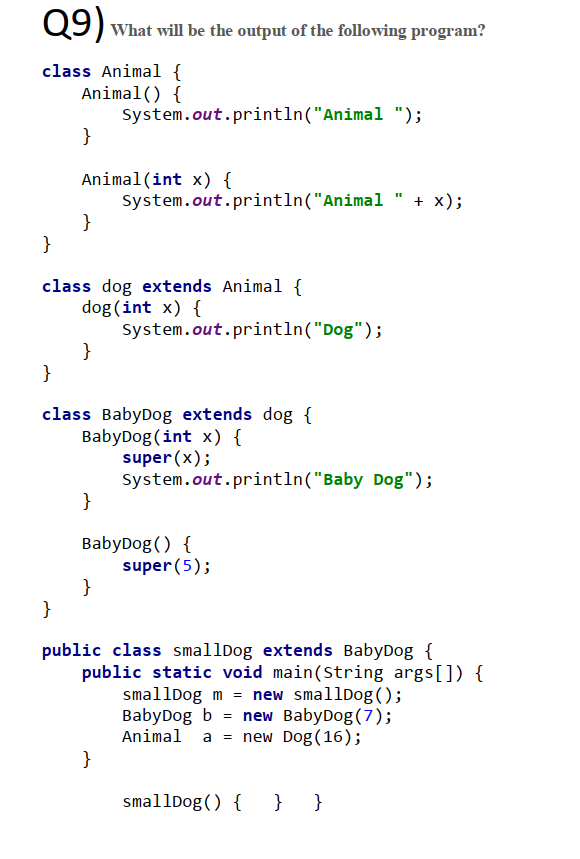 Q9) What will be the output of the following program?
class Animal {
    Animal() {
        System.out.println("Animal ");
    }

    Animal(int x) {
        System.out.println("Animal " + x);
    }
}

class dog extends Animal {
    dog(int x) {
        System.out.println("Dog");
    }
}

class BabyDog extends dog {
    BabyDog(int x) {
        super(x);
        System.out.println("Baby Dog");
    }

    BabyDog() {
        super(5);
    }
}

public class smallDog extends BabyDog {
    public static void main(String args[]) {
        smallDog m = new smallDog();
        BabyDog b = new BabyDog(7);
        Animal  a = new Dog(16);
    }

        smallDog() {   }   }